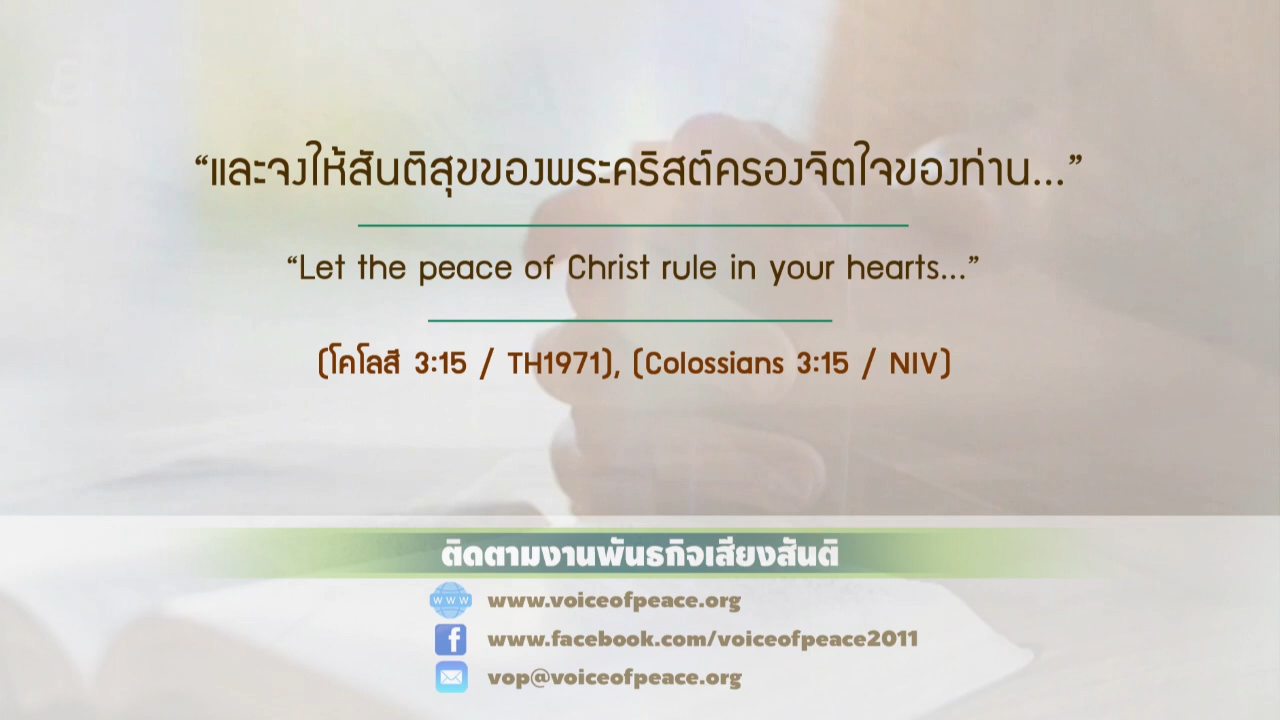 “และจงให้สันติสุขของพระคริสต์ครองจิตใจของท่าน...”
“Let the peace of Christ rule in your hearts...”
(โคโลสี 3:15 / TH1971), (Colossians 3:15 / NIV)
ติดตามงานพันธกิจเสียงสันติ
WWW www.voiceofpeace.org
f www.facebook.com/voiceofpeace2011
vop@voiceofpeace.org